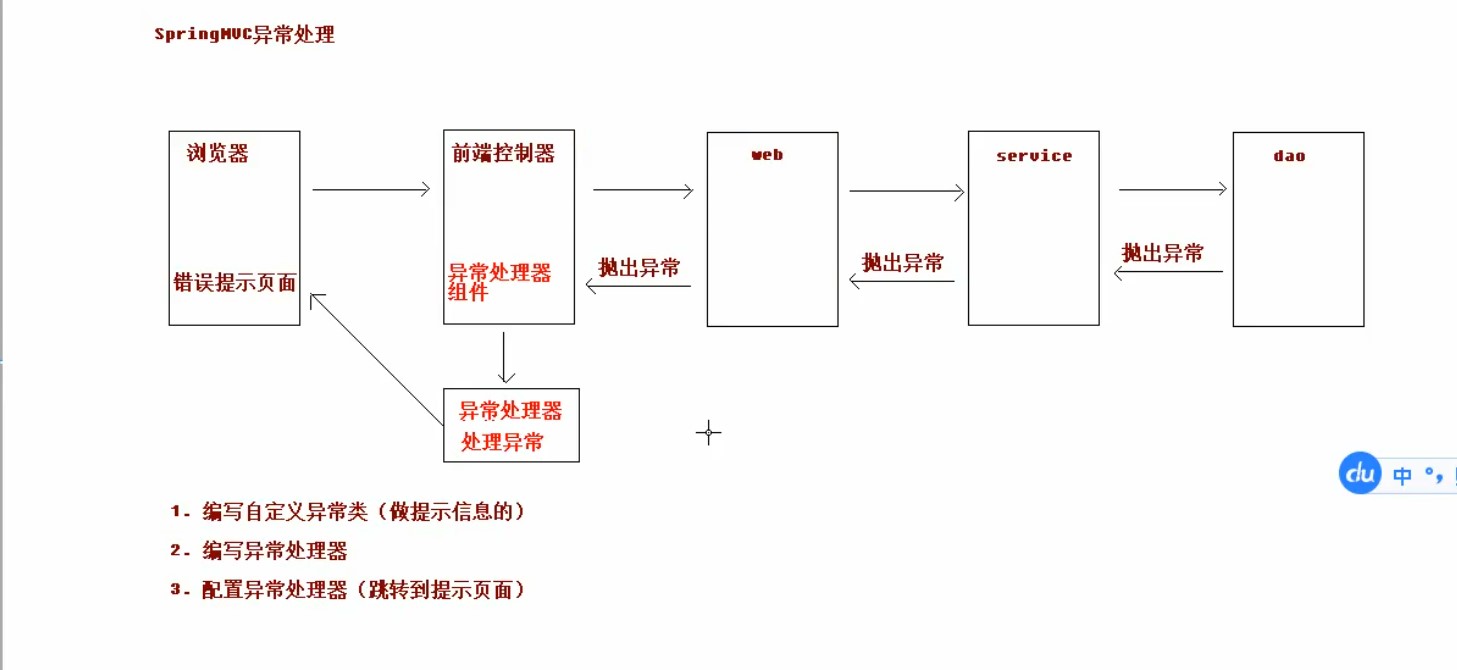 SpringMVC异常处理
浏览器
前端控制器
web
service
dao
错误提示页面
异常处理器
组件
抛出异常
抛出异常
抛出异常
异常处理器
处理异常
1. 编写自定义异常类（做提示信息的）
2. 编写异常处理器
3. 配置异常处理器（跳转到提示页面）
du 中 °，